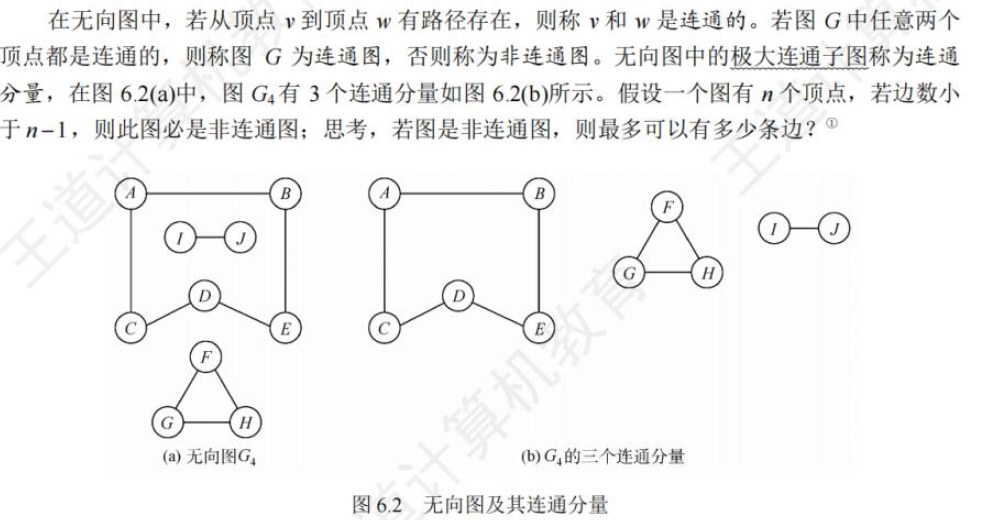 在无向图中，若从顶点 v 到顶点 w 有路径存在，则称 v 和 w 是连通的。若图 G 中任意两个
顶点都是连通的，则称图 G 为连通图，否则称为非连通图。无向图中的极大连通子图称为连通
分量，在图 6.2(a)中，图 G₄有 3 个连通分量如图 6.2(b)所示。假设一个图有 n 个顶点，若边数小
于 n−1，则此图必是非连通图；思考，若图是非连通图，则最多可以有多少条边？①
A B A B
F
I J I J
D D G H
C E C E
F
G H
(a) 无向图G₄ (b) G₄的三个连通分量
图 6.2 无向图及其连通分量
王道计算机教育